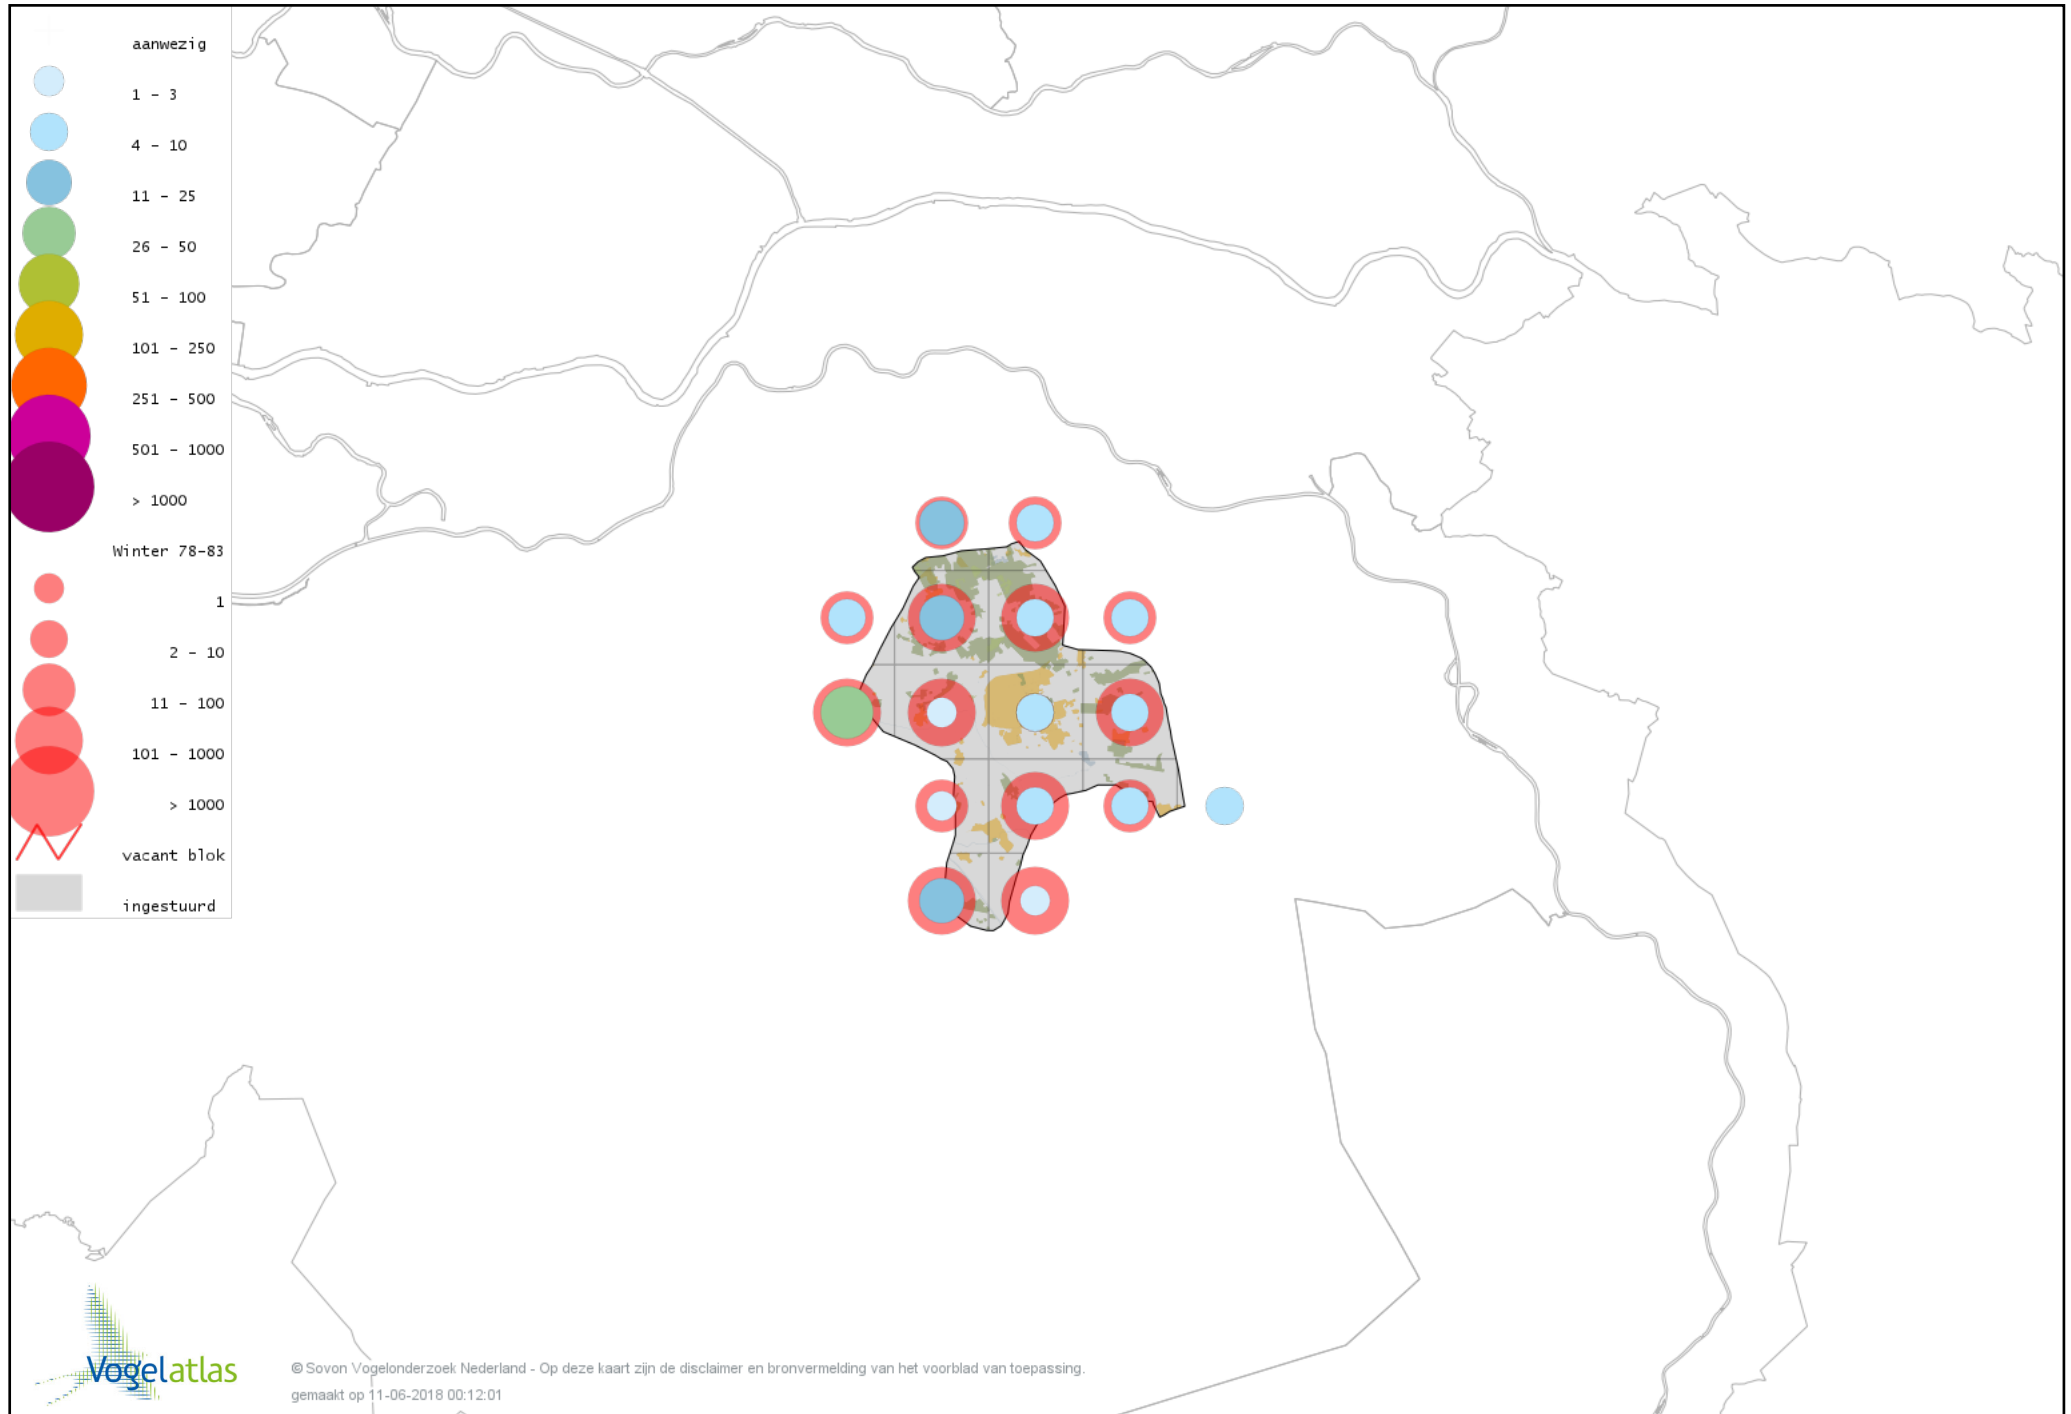 aanwezig
1 - 3
4 - 10
11 - 25
26 - 50
51 - 100
101 - 250
251 - 500
501 - 1000
> 1000
Winter 78-83
1
2 - 10
11 - 100
101 - 1000
> 1000
vacant blok
ingestuurd
Vogelatlas
© Sovon Vogelonderzoek Nederland - Op deze kaart zijn de disclaimer en bronvermelding van het voorblad van toepassing.
gemaakt op 11-06-2018 00:12:01